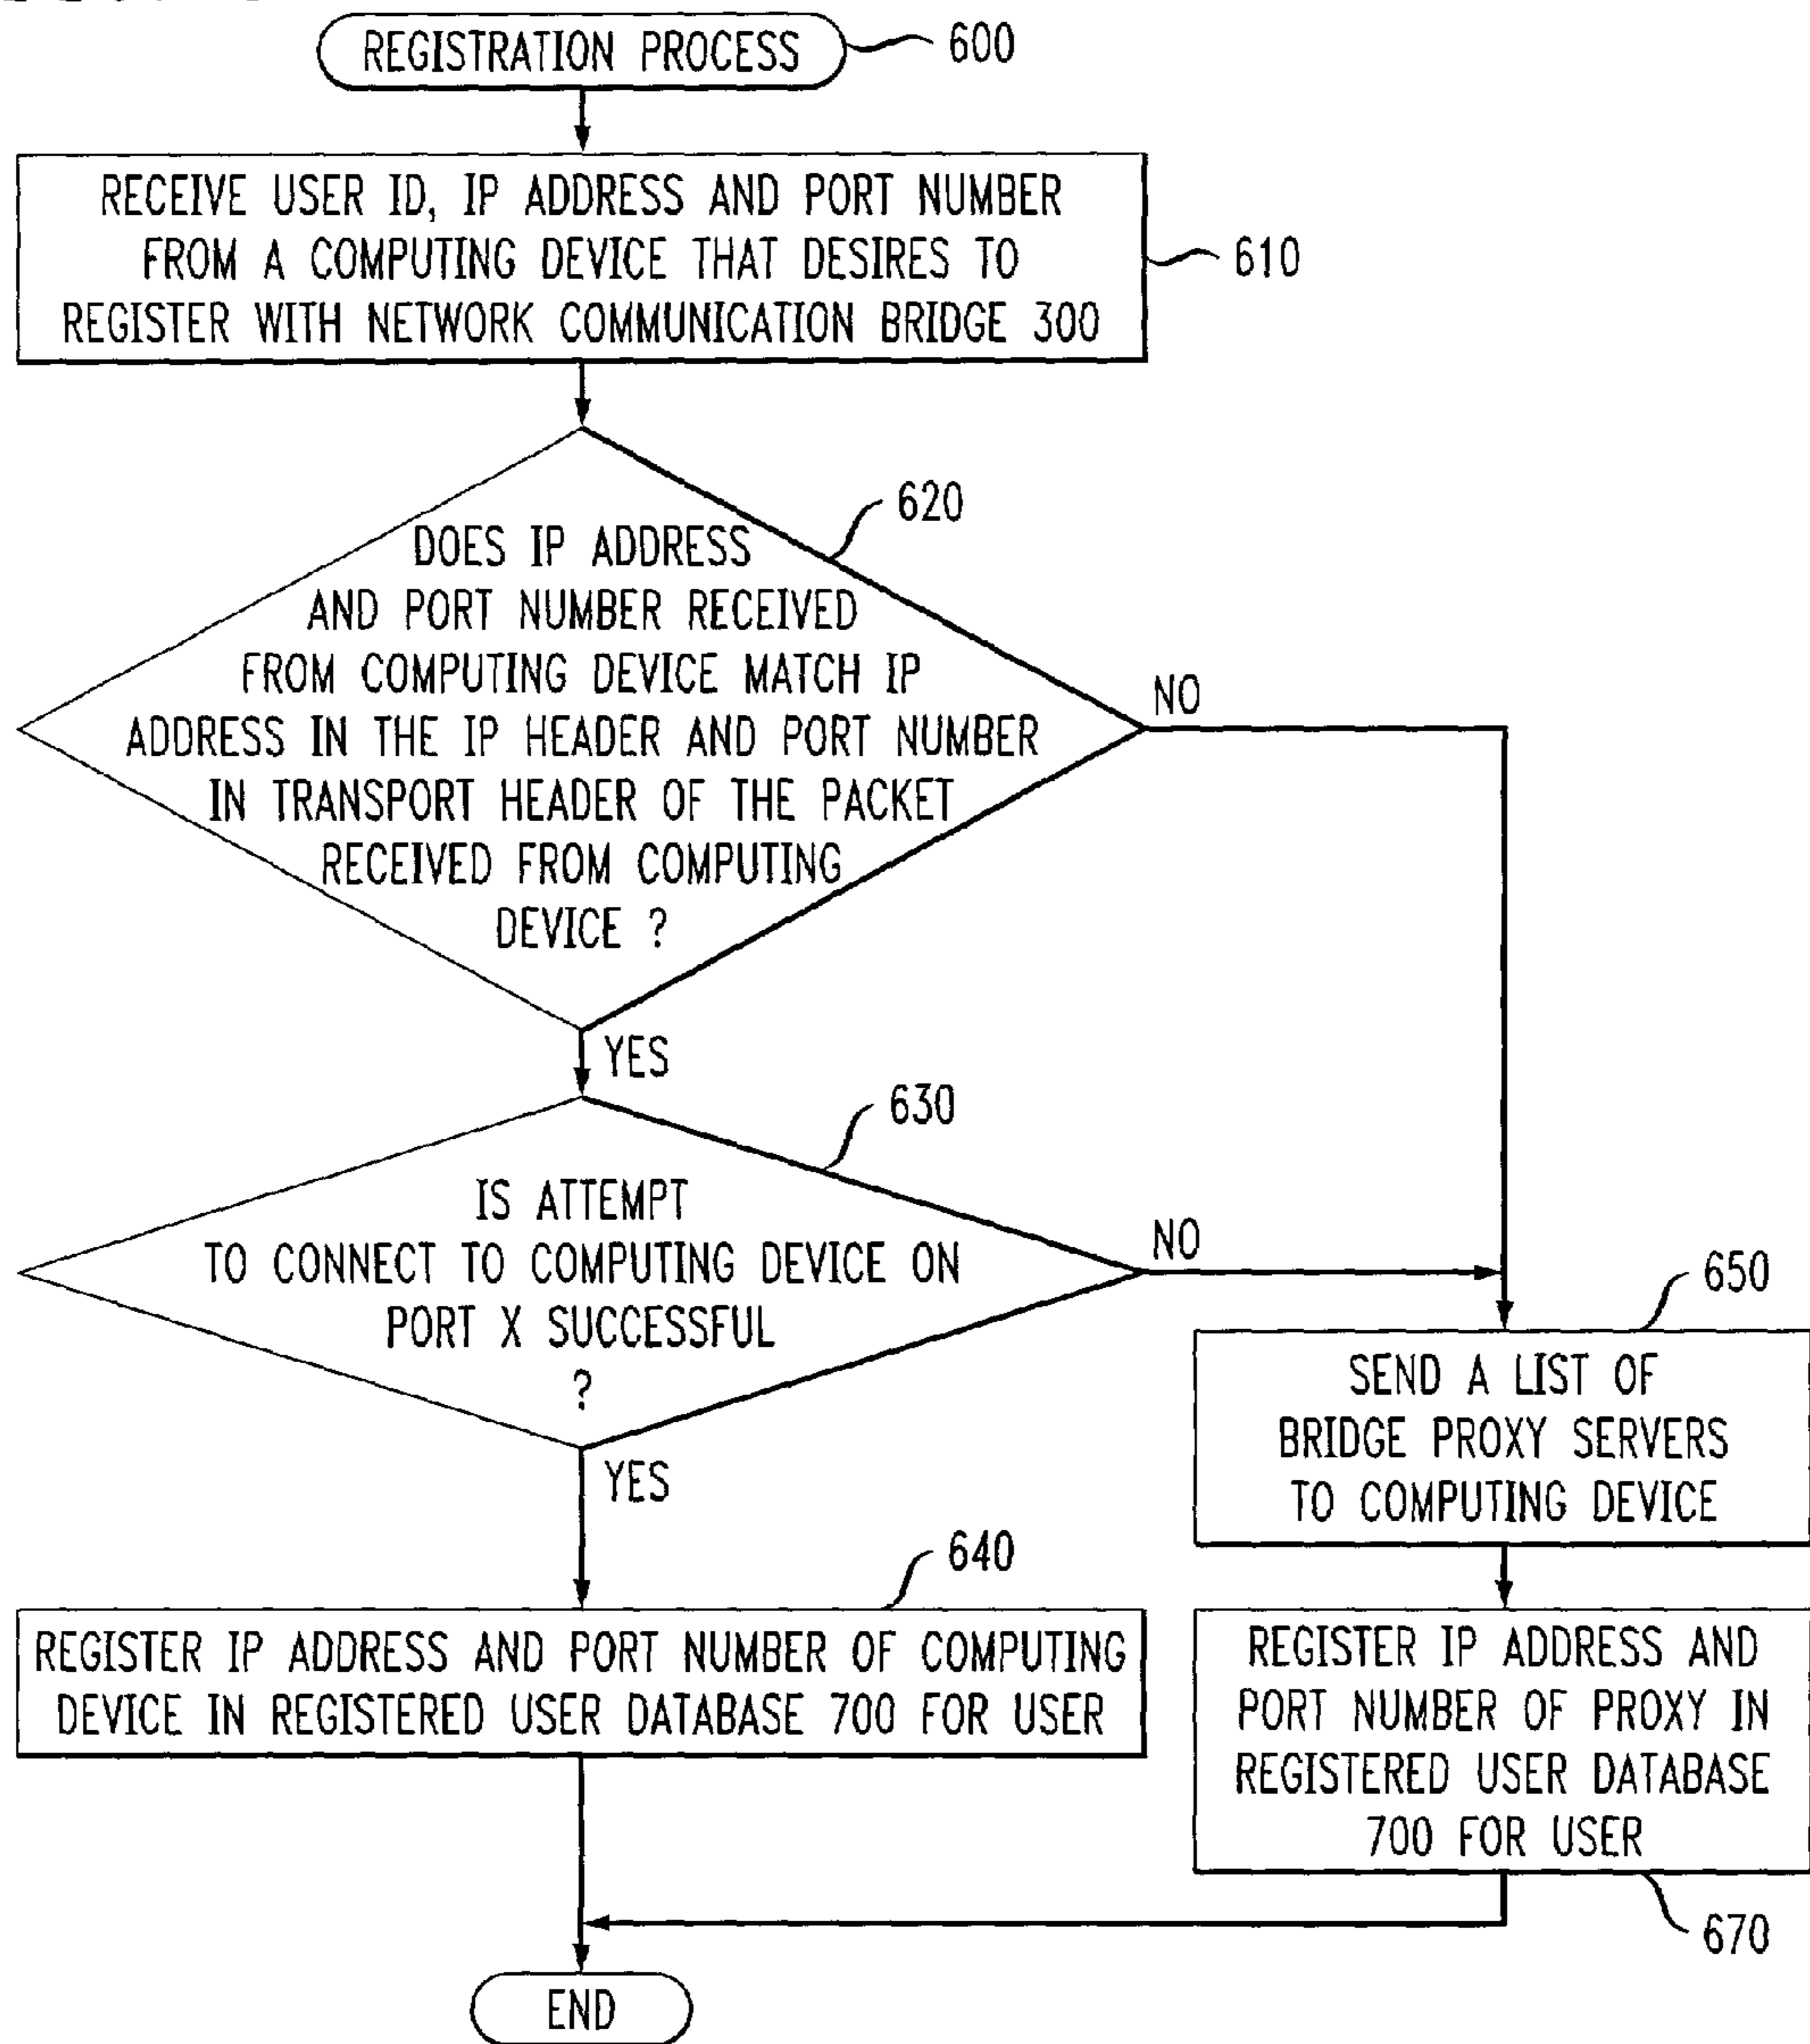 REGISTRATION PROCESS
600
RECEIVE USER ID, IP ADDRESS AND PORT NUMBER
FROM A COMPUTING DEVICE THAT DESIRES TO
REGISTER WITH NETWORK COMMUNICATION BRIDGE 300
610
620
DOES IP ADDRESS
AND PORT NUMBER RECEIVED
FROM COMPUTING DEVICE MATCH IP
ADDRESS IN THE IP HEADER AND PORT NUMBER
IN TRANSPORT HEADER OF THE PACKET
RECEIVED FROM COMPUTING
DEVICE ?
NO
YES
630
IS ATTEMPT
TO CONNECT TO COMPUTING DEVICE ON
PORT X SUCCESSFUL
?
NO
YES
650
SEND A LIST OF
BRIDGE PROXY SERVERS
TO COMPUTING DEVICE
640
REGISTER IP ADDRESS AND PORT NUMBER OF COMPUTING
DEVICE IN REGISTERED USER DATABASE 700 FOR USER
REGISTER IP ADDRESS AND
PORT NUMBER OF PROXY IN
REGISTERED USER DATABASE
700 FOR USER
670
END